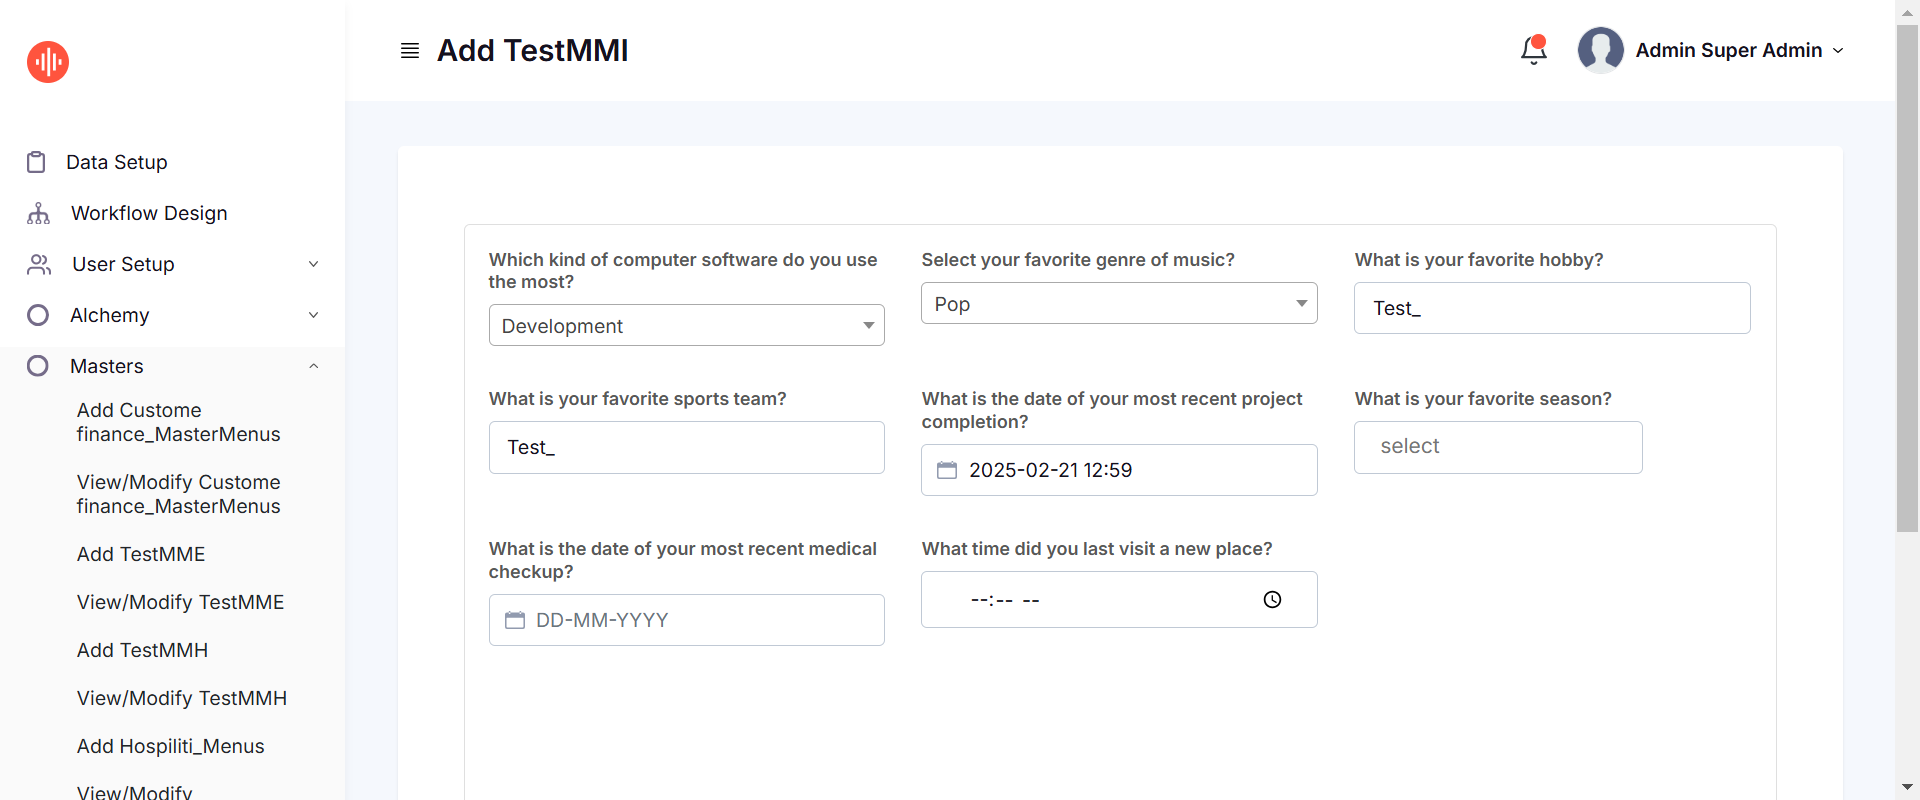 Add TestMMI
Admin Super Admin
Data Setup
Workflow Design
User Setup
Alchemy
Masters
Add Custome
finance_MasterMenus
View/Modify Custome
finance_MasterMenus
Add TestMME
View/Modify TestMME
Add TestMMH
View/Modify TestMMH
Add Hospiliti_Menus
View/Modify
Which kind of computer software do you use
the most?
Development
Select your favorite genre of music?
Pop
What is your favorite hobby?
Test_
What is your favorite sports team?
Test_
What is the date of your most recent project
completion?
2025-02-21 12:59
What is your favorite season?
select
What is the date of your most recent medical
checkup?
DD-MM-YYYY
What time did you last visit a new place?
--:-- --